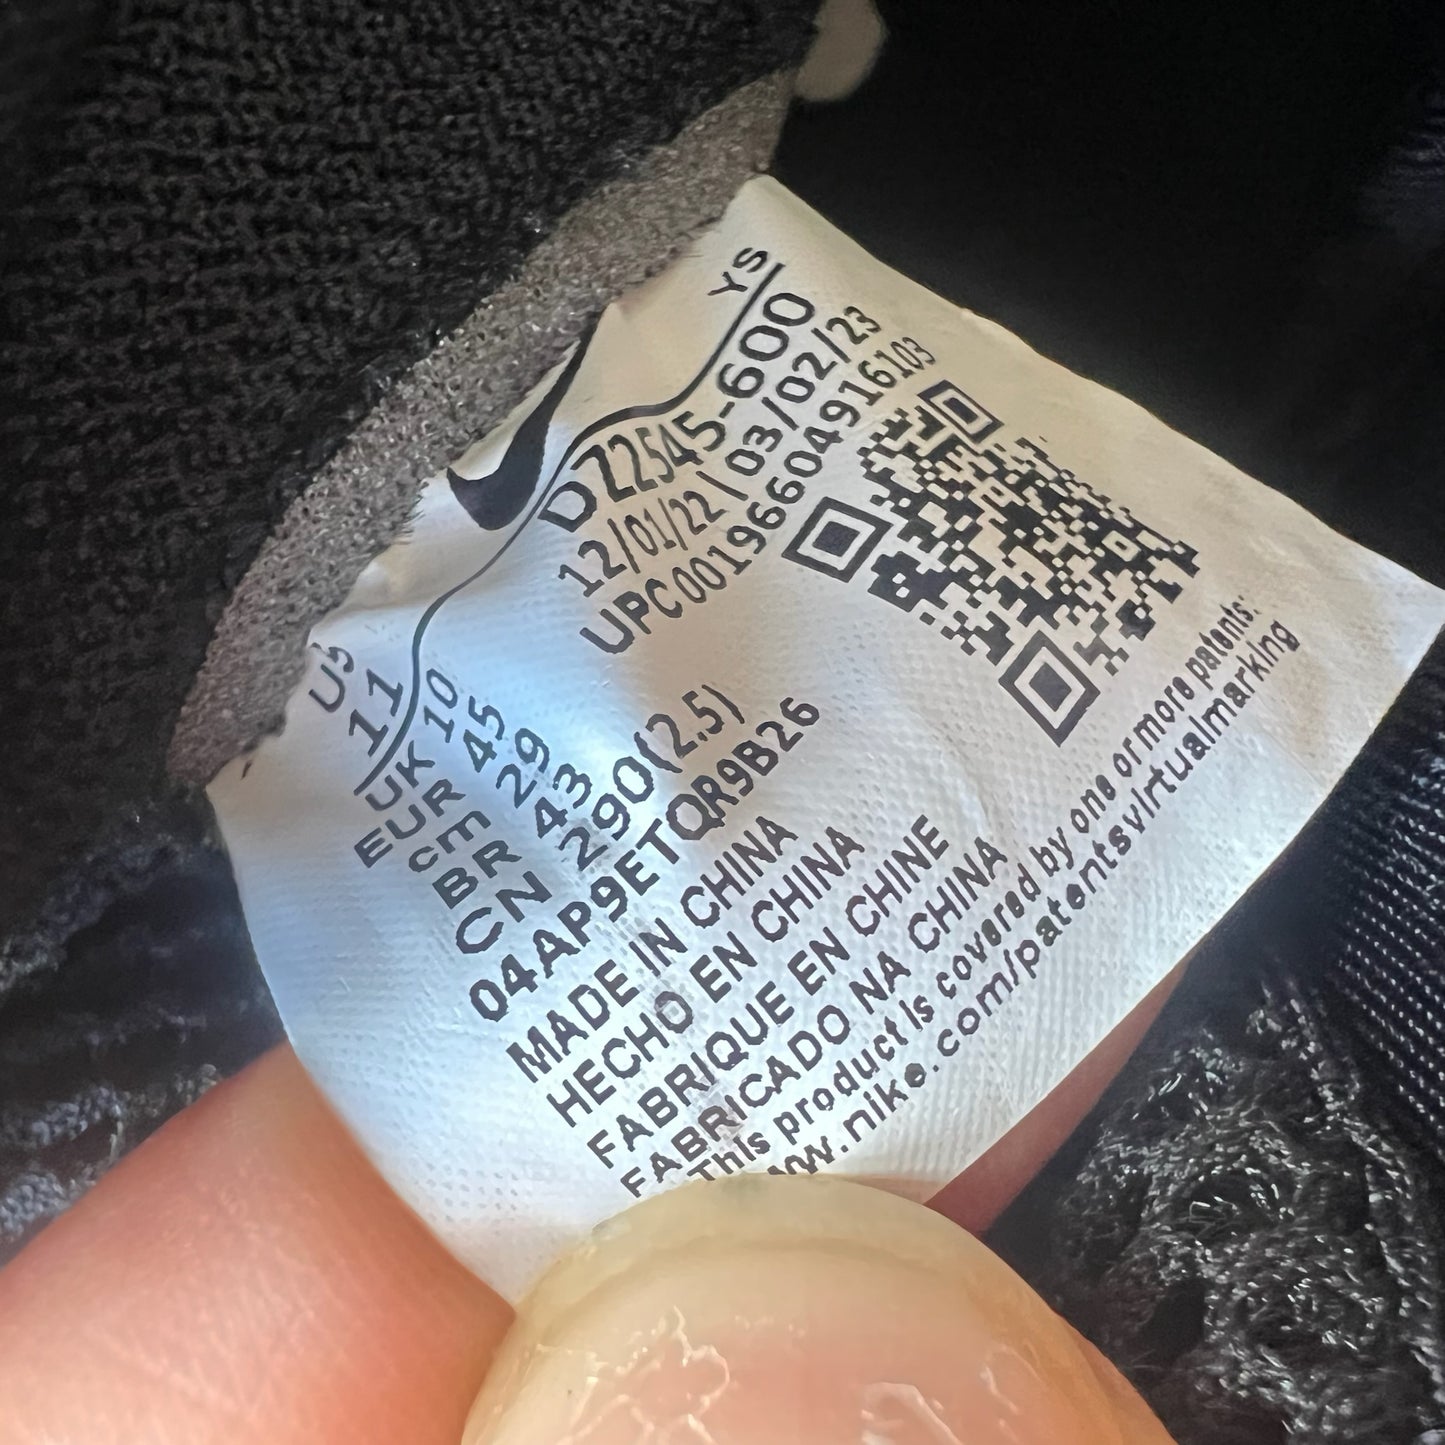 YS
DZ2545-600
12/01/22 | 03/02/23
UPC 00196604916103
US
11
UK 10
EUR 45
cm 29
BR 43
CN 290(2.5)
04AP9ETQR9B26
MADE IN CHINA
HECHO EN CHINA
FABRIQUE EN CHINE
FABRICADO NA CHINA
This product is covered by one or more patents:
.nike.com/patentsvirtualmarking